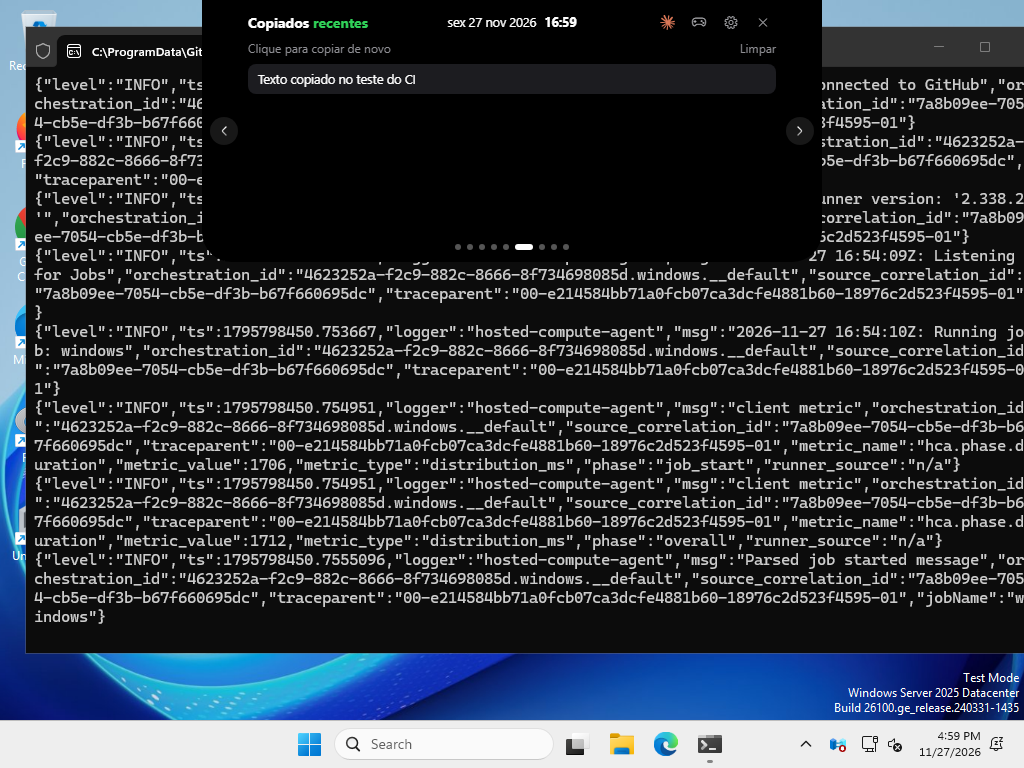 Copiados recentes
sex 27 nov 2026 16:59
Clique para copiar de novo
Limpar
Texto copiado no teste do CI
C:\ProgramData\Git
{"level":"INFO","ts
onnected to GitHub","or
chestration_id":"46
ation_id":"7a8b09ee-705
4-cb5e-df3b-b67f660
3f4595-01"}
{"level":"INFO","ts
stration_id":"4623252a-
f2c9-882c-8666-8f73
b5e-df3b-b67f660695dc",
"traceparent":"00-e
{"level":"INFO","ts
nner version: '2.338.2
'","orchestration_i
correlation_id":"7a8b09
ee-7054-cb5e-df3b-b
f4595-01"}
{"level":"INFO","ts"
27 16:54:09Z: Listening
for Jobs","orchestration_id":"4623252a-f2c9-882c-8666-8f734698085d.windows.__default","source_correlation_id":
"7a8b09ee-7054-cb5e-df3b-b67f660695dc","traceparent":"00-e214584bb71a0fcb07ca3dcfe4881b60-18976c2d523f4595-01"
}
{"level":"INFO","ts":1795798450.753667,"logger":"hosted-compute-agent","msg":"2026-11-27 16:54:10Z: Running jo
b: windows","orchestration_id":"4623252a-f2c9-882c-8666-8f734698085d.windows.__default","source_correlation_id
":"7a8b09ee-7054-cb5e-df3b-b67f660695dc","traceparent":"00-e214584bb71a0fcb07ca3dcfe4881b60-18976c2d523f4595-0
1"}
{"level":"INFO","ts":1795798450.754951,"logger":"hosted-compute-agent","msg":"client metric","orchestration_id
":"4623252a-f2c9-882c-8666-8f734698085d.windows.__default","source_correlation_id":"7a8b09ee-7054-cb5e-df3b-b6
7f660695dc","traceparent":"00-e214584bb71a0fcb07ca3dcfe4881b60-18976c2d523f4595-01","metric_name":"hca.phase.d
uration","metric_value":1706,"metric_type":"distribution_ms","phase":"job_start","runner_source":"n/a"}
{"level":"INFO","ts":1795798450.754951,"logger":"hosted-compute-agent","msg":"client metric","orchestration_id
":"4623252a-f2c9-882c-8666-8f734698085d.windows.__default","source_correlation_id":"7a8b09ee-7054-cb5e-df3b-b6
7f660695dc","traceparent":"00-e214584bb71a0fcb07ca3dcfe4881b60-18976c2d523f4595-01","metric_name":"hca.phase.d
uration","metric_value":1712,"metric_type":"distribution_ms","phase":"overall","runner_source":"n/a"}
{"level":"INFO","ts":1795798450.7555096,"logger":"hosted-compute-agent","msg":"Parsed job started message","or
chestration_id":"4623252a-f2c9-882c-8666-8f734698085d.windows.__default","source_correlation_id":"7a8b09ee-705
4-cb5e-df3b-b67f660695dc","traceparent":"00-e214584bb71a0fcb07ca3dcfe4881b60-18976c2d523f4595-01","jobName":"w
indows"}
Test Mode
Windows Server 2025 Datacenter
Build 26100.ge_release.240331-1435
Search
4:59 PM
11/27/2026